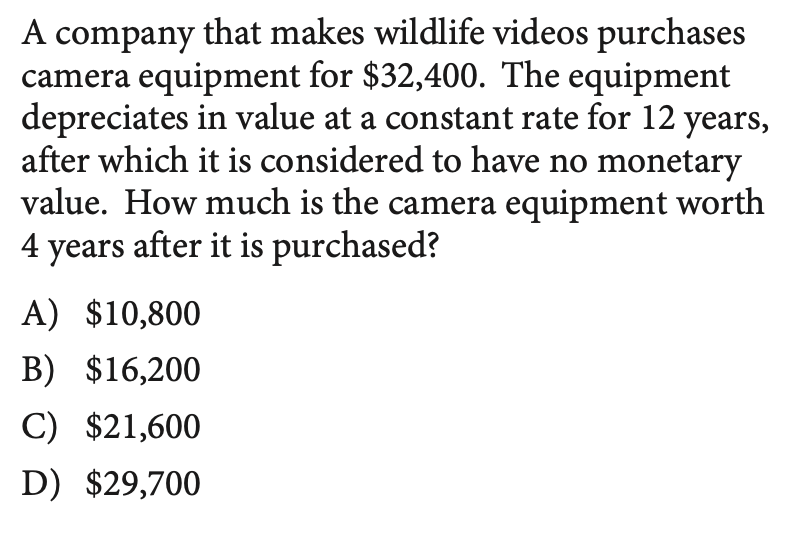 A company that makes wildlife videos purchases
camera equipment for $32,400. The equipment
depreciates in value at a constant rate for 12 years,
after which it is considered to have no monetary
value. How much is the camera equipment worth
4 years after it is purchased?
A) $10,800
B) $16,200
C) $21,600
D) $29,700